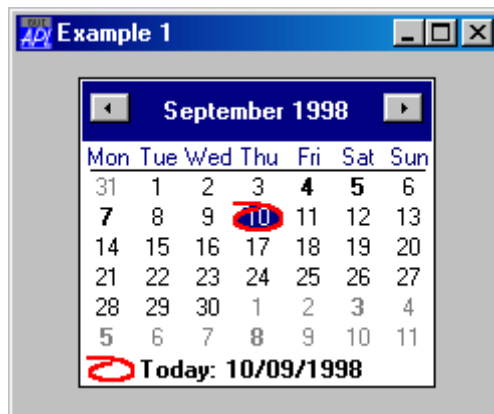 APL Example 1
September 1998
Mon Tue Wed Thu Fri Sat Sun
31 1 2 3 4 5 6
7 8 9 10 11 12 13
14 15 16 17 18 19 20
21 22 23 24 25 26 27
28 29 30 1 2 3 4
5 6 7 8 9 10 11
Today: 10/09/1998